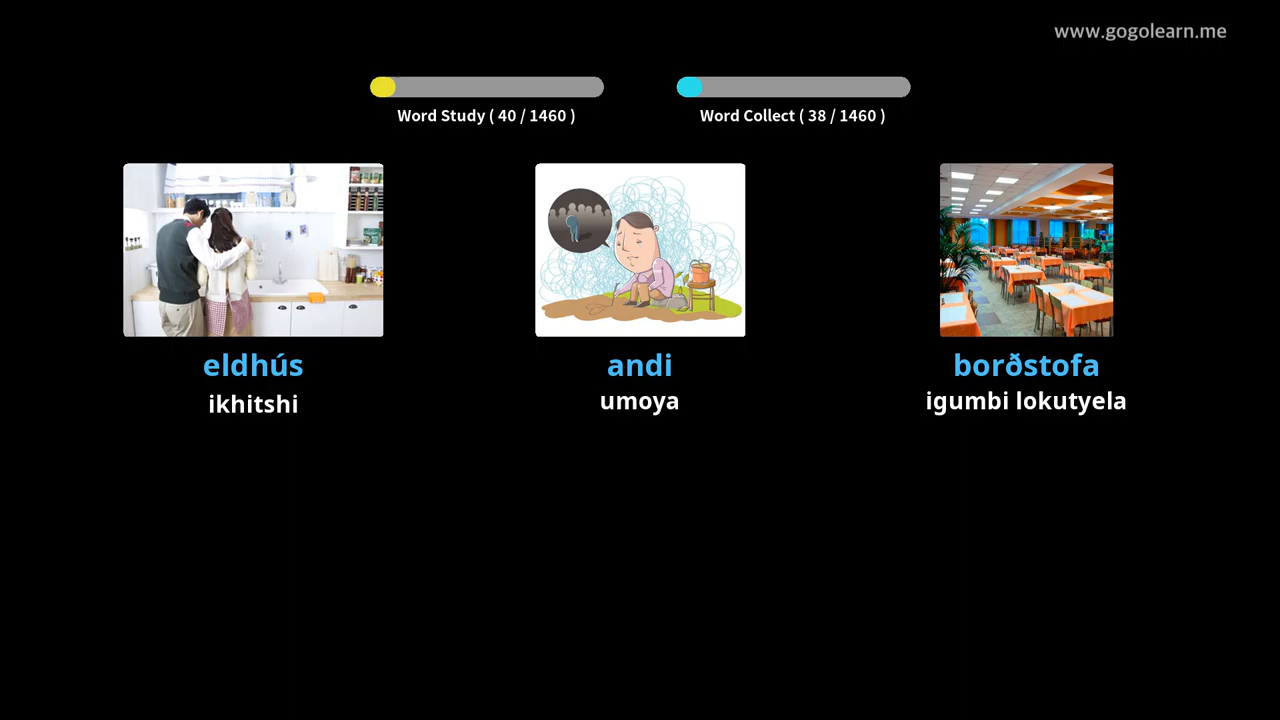 www.gogolearn.me
Word Study ( 40 / 1460 )
Word Collect ( 38 / 1460 )
eldhús
ikhitshi
andi
umoya
borðstofa
igumbi lokutyela